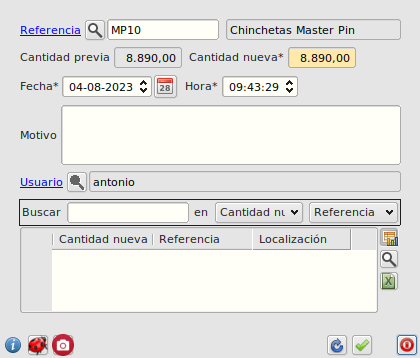 Referencia MP10 Chinchetas Master Pin
Cantidad previa 8.890,00 Cantidad nueva* 8.890,00
Fecha* 04-08-2023 28 Hora* 09:43:29
Motivo
Usuario antonio
Buscar en Cantidad nu Referencia
Cantidad nueva Referencia Localización